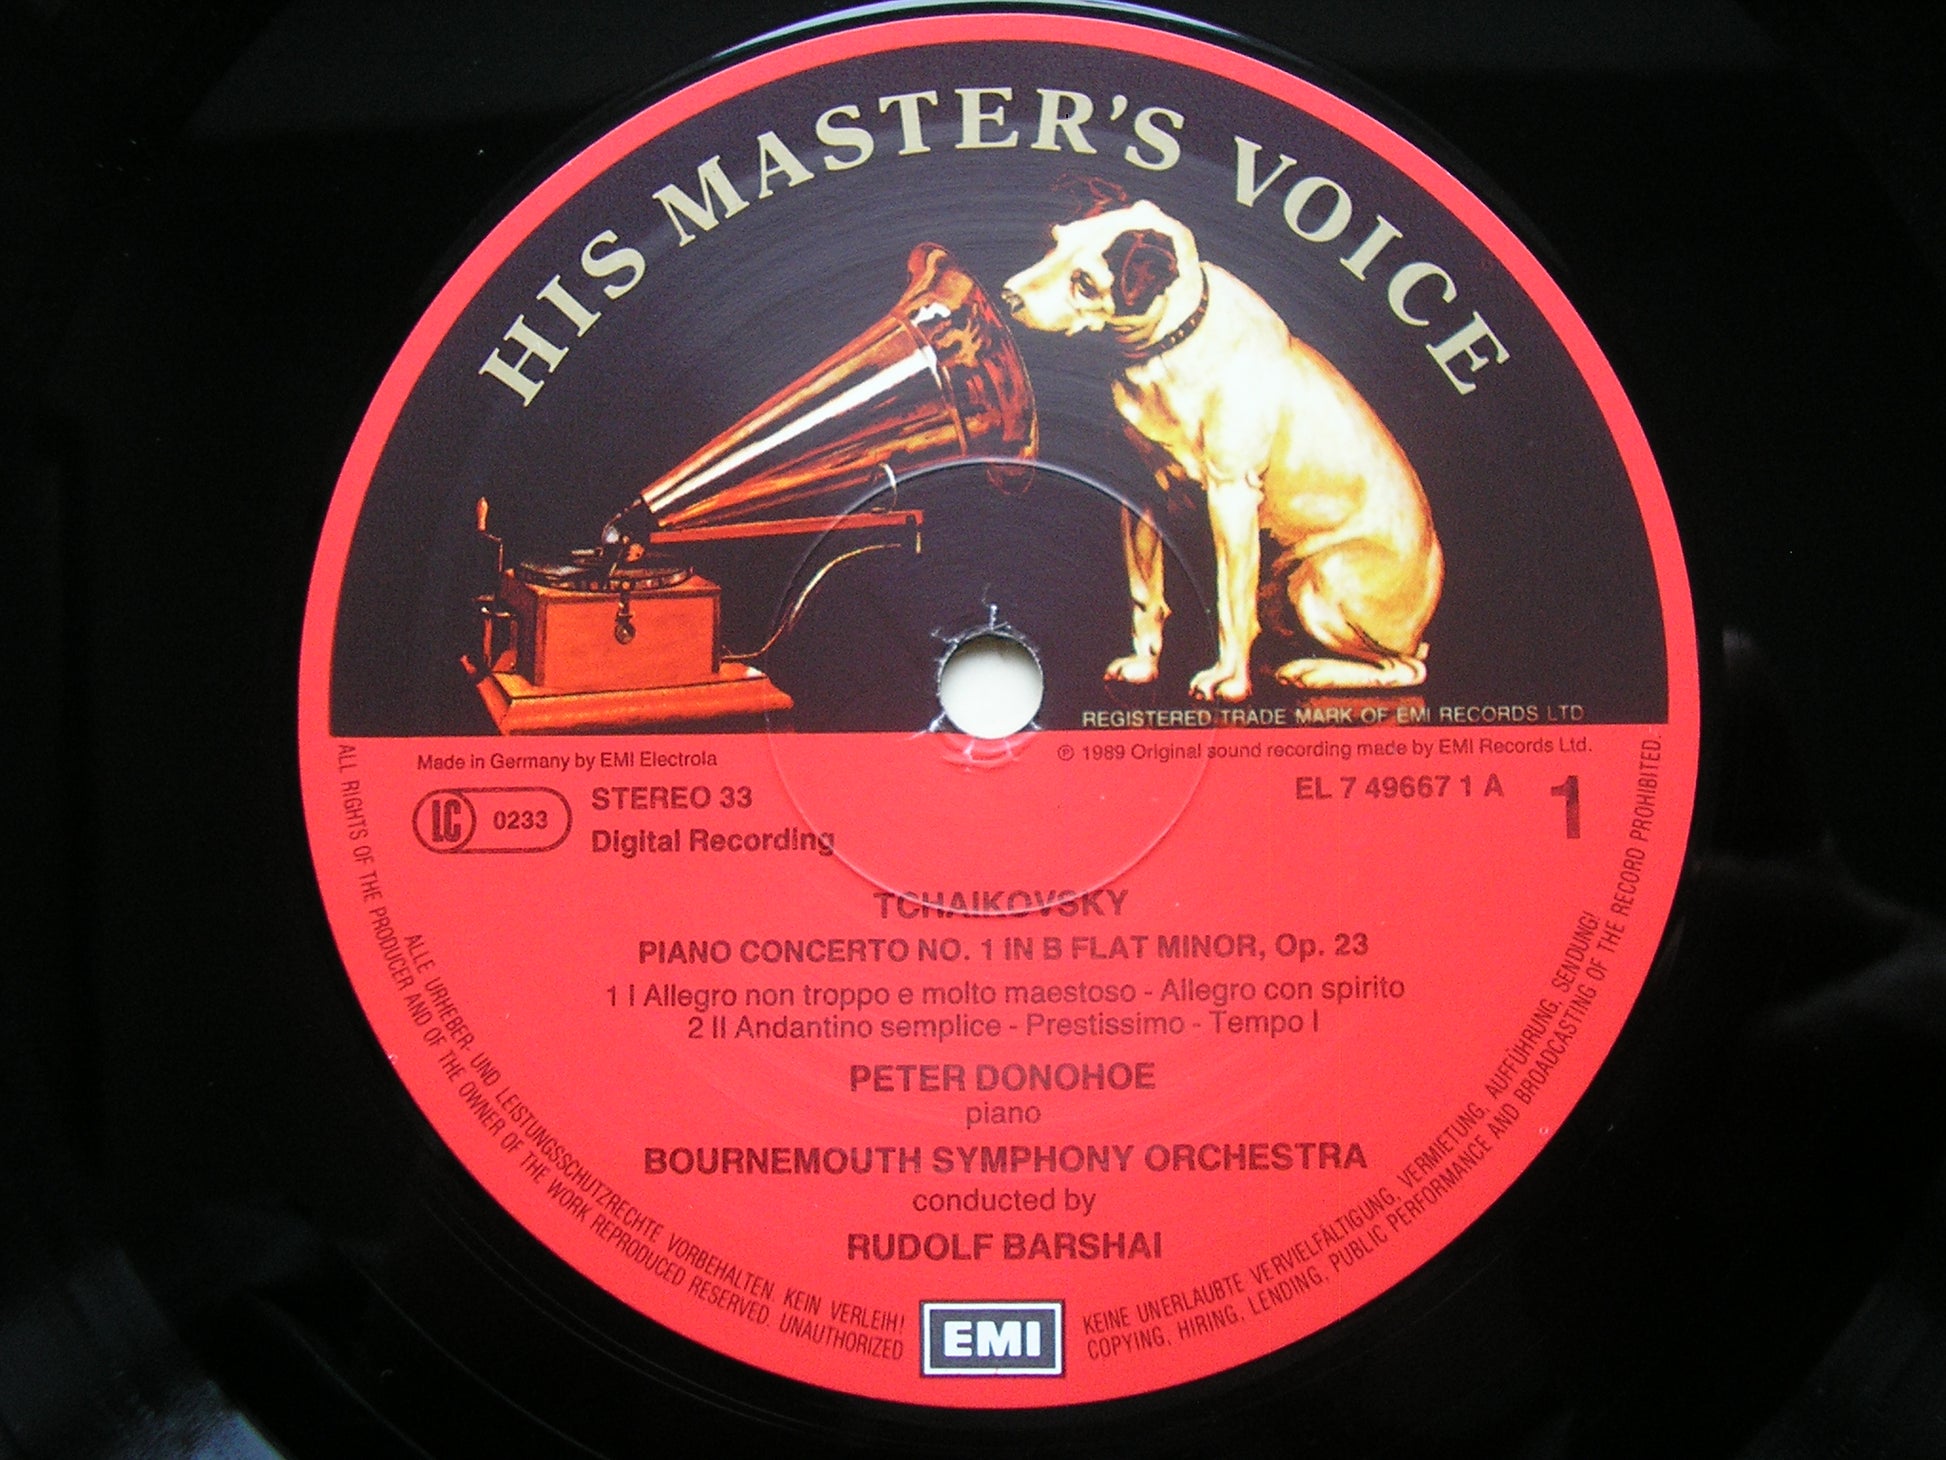 HIS MASTER'S VOICE
REGISTERED TRADE MARK OF EMI RECORDS LTD
Made in Germany by EMI Electrola
℗ 1989 Original sound recording made by EMI Records Ltd.
LC 0233
STEREO 33
Digital Recording
EL 7 49667 1 A
1
TCHAIKOVSKY
PIANO CONCERTO NO. 1 IN B FLAT MINOR, Op. 23
1 I Allegro non troppo e molto maestoso - Allegro con spirito
2 II Andantino semplice - Prestissimo - Tempo I
PETER DONOHOE
piano
BOURNEMOUTH SYMPHONY ORCHESTRA
conducted by
RUDOLF BARSHAI
EMI
ALLE URHEBER- UND LEISTUNGSSCHUTZRECHTE VORBEHALTEN. KEIN VERLEIH! KEINE UNERLAUBTE VERVIELFÄLTIGUNG, VERMIETUNG, AUFFÜHRUNG, SENDUNG!
ALL RIGHTS OF THE PRODUCER AND OF THE OWNER OF THE WORK REPRODUCED RESERVED. UNAUTHORIZED COPYING, HIRING, LENDING, PUBLIC PERFORMANCE AND BROADCASTING OF THE RECORD PROHIBITED.